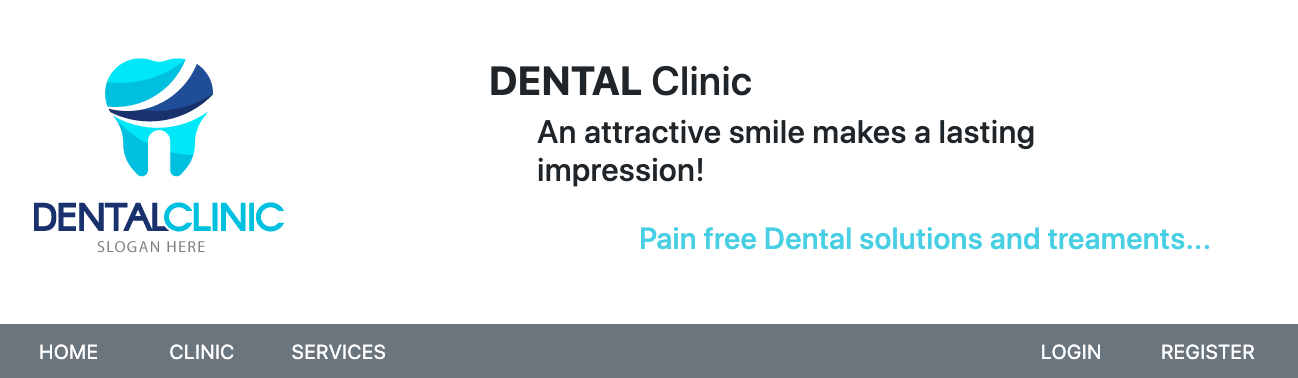 DENTAL Clinic
An attractive smile makes a lasting
impression!
DENTALCLINIC
SLOGAN HERE
Pain free Dental solutions and treaments...
HOME CLINIC SERVICES LOGIN REGISTER